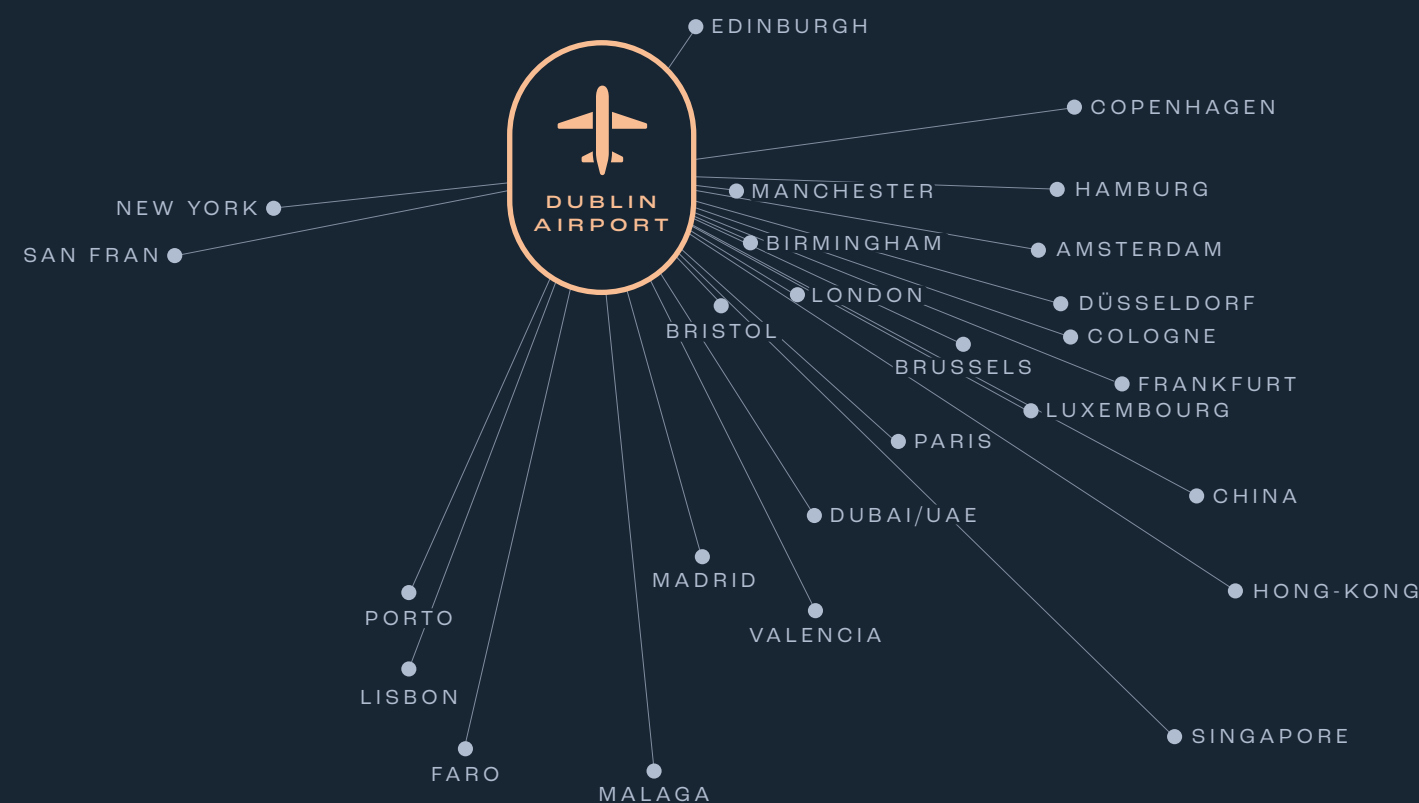 EDINBURGH
COPENHAGEN
MANCHESTER
HAMBURG
DUBLIN
AIRPORT
NEW YORK
SAN FRAN
BIRMINGHAM
AMSTERDAM
LONDON
DÜSSELDORF
BRISTOL
COLOGNE
BRUSSELS
FRANKFURT
LUXEMBOURG
PARIS
CHINA
DUBAI/UAE
MADRID
HONG-KONG
PORTO
VALENCIA
LISBON
SINGAPORE
FARO
MALAGA